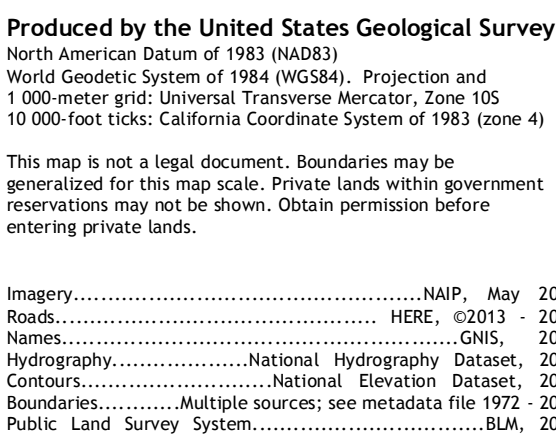 Produced by the United States Geological Survey
North American Datum of 1983 (NAD83)
World Geodetic System of 1984 (WGS84). Projection and
1 000-meter grid: Universal Transverse Mercator, Zone 10S
10 000-foot ticks: California Coordinate System of 1983 (zone 4)
This map is not a legal document. Boundaries may be
generalized for this map scale. Private lands within government
reservations may not be shown. Obtain permission before
entering private lands.
Imagery..................................................NAIP, May 20
Roads.............................................. HERE, ©2013 - 20
Names........................................................GNIS, 20
Hydrography..................National Hydrography Dataset, 20
Contours............................National Elevation Dataset, 20
Boundaries...........Multiple sources; see metadata file 1972 - 20
Public Land Survey System..................................BLM, 20